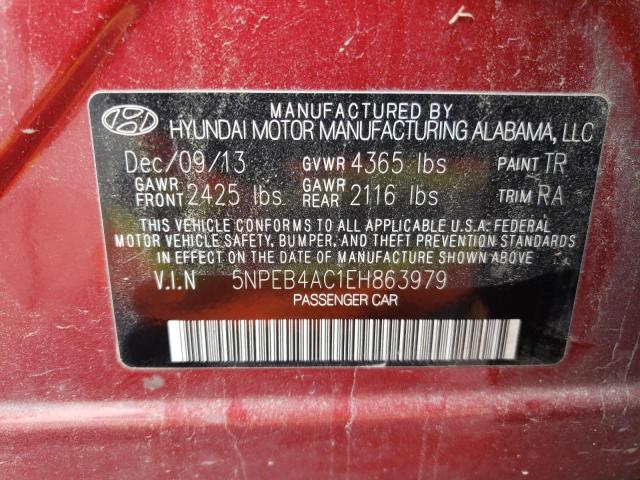 MANUFACTURED BY
HYUNDAI MOTOR MANUFACTURING ALABAMA, LLC
Dec/09/13 GVWR 4365 lbs PAINT TR
GAWR FRONT 2425 lbs. GAWR REAR 2116 lbs TRIM RA
THIS VEHICLE CONFORMS TO ALL APPLICABLE U.S.A: FEDERAL
MOTOR VEHICLE SAFETY, BUMPER, AND THEFT PREVENTION STANDARDS
IN EFFECT ON THE DATE OF MANUFACTURE SHOWN ABOVE
V.I.N 5NPEB4AC1EH863979
PASSENGER CAR